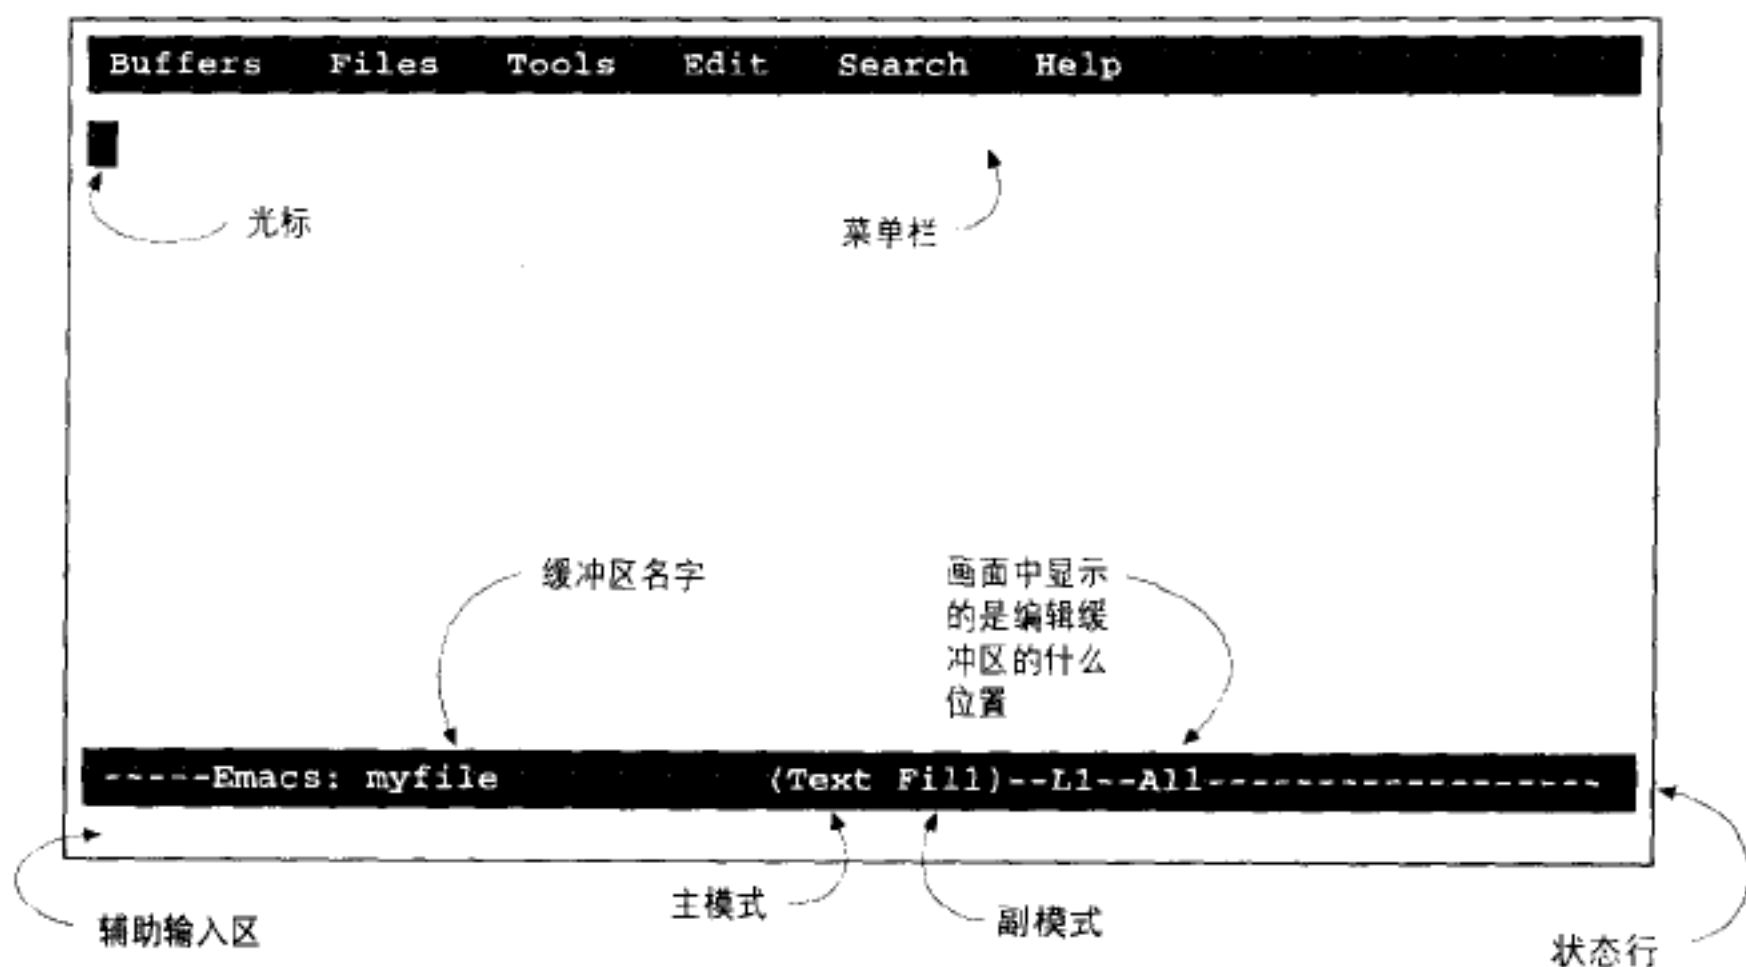 Buffers Files Tools Edit Search Help
光标
菜单栏
缓冲区名字
画面中显示
的是编辑缓
冲区的什么
位置
-----Emacs: myfile (Text Fill)--L1--All------------------
主模式
副模式
辅助输入区
状态行